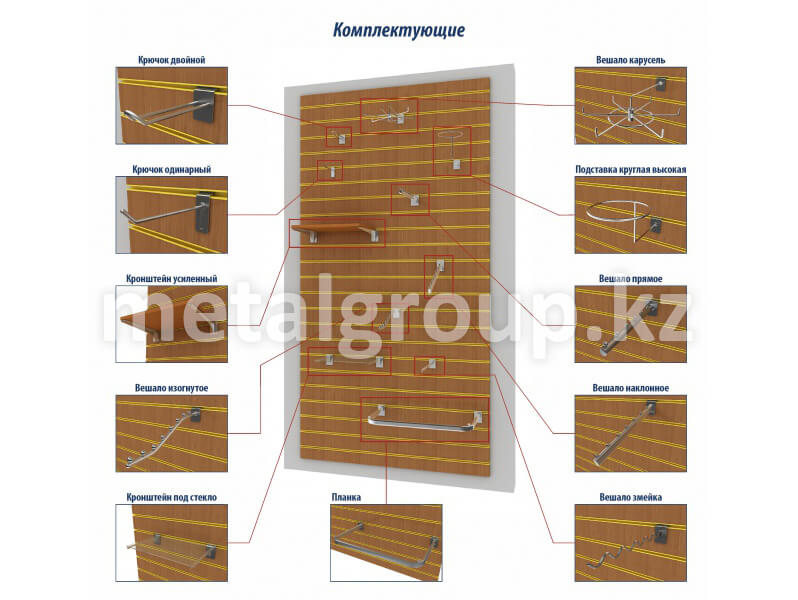 Комплектующие
Крючок двойной
Вешало карусель
Крючок одинарный
Подставка круглая высокая
Кронштейн усиленный
Вешало прямое
metalgroup.kz
Вешало изогнутое
Вешало наклонное
Кронштейн под стекло
Планка
Вешало змейка